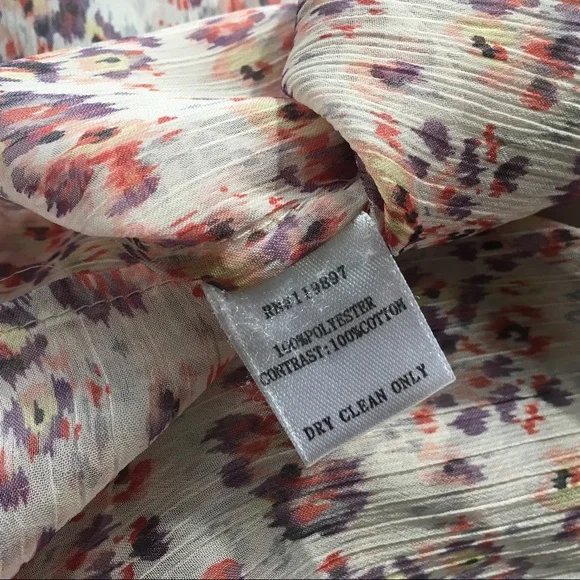 RN#119897
100%POLYESTER
CONTRAST:100%COTTON
DRY CLEAN ONLY